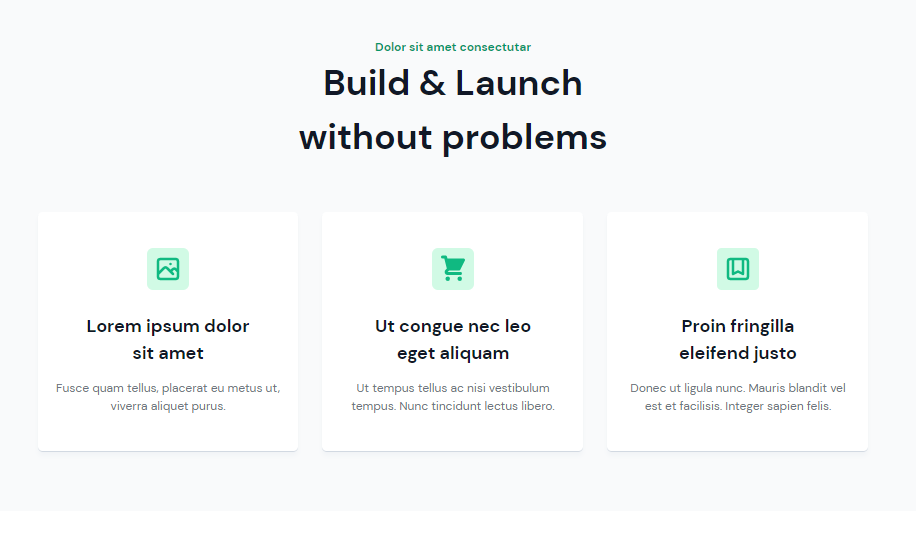 Dolor sit amet consectutar
Build & Launch
without problems
Lorem ipsum dolor
sit amet
Fusce quam tellus, placerat eu metus ut,
viverra aliquet purus.
Ut congue nec leo
eget aliquam
Ut tempus tellus ac nisi vestibulum
tempus. Nunc tincidunt lectus libero.
Proin fringilla
eleifend justo
Donec ut ligula nunc. Mauris blandit vel
est et facilisis. Integer sapien felis.